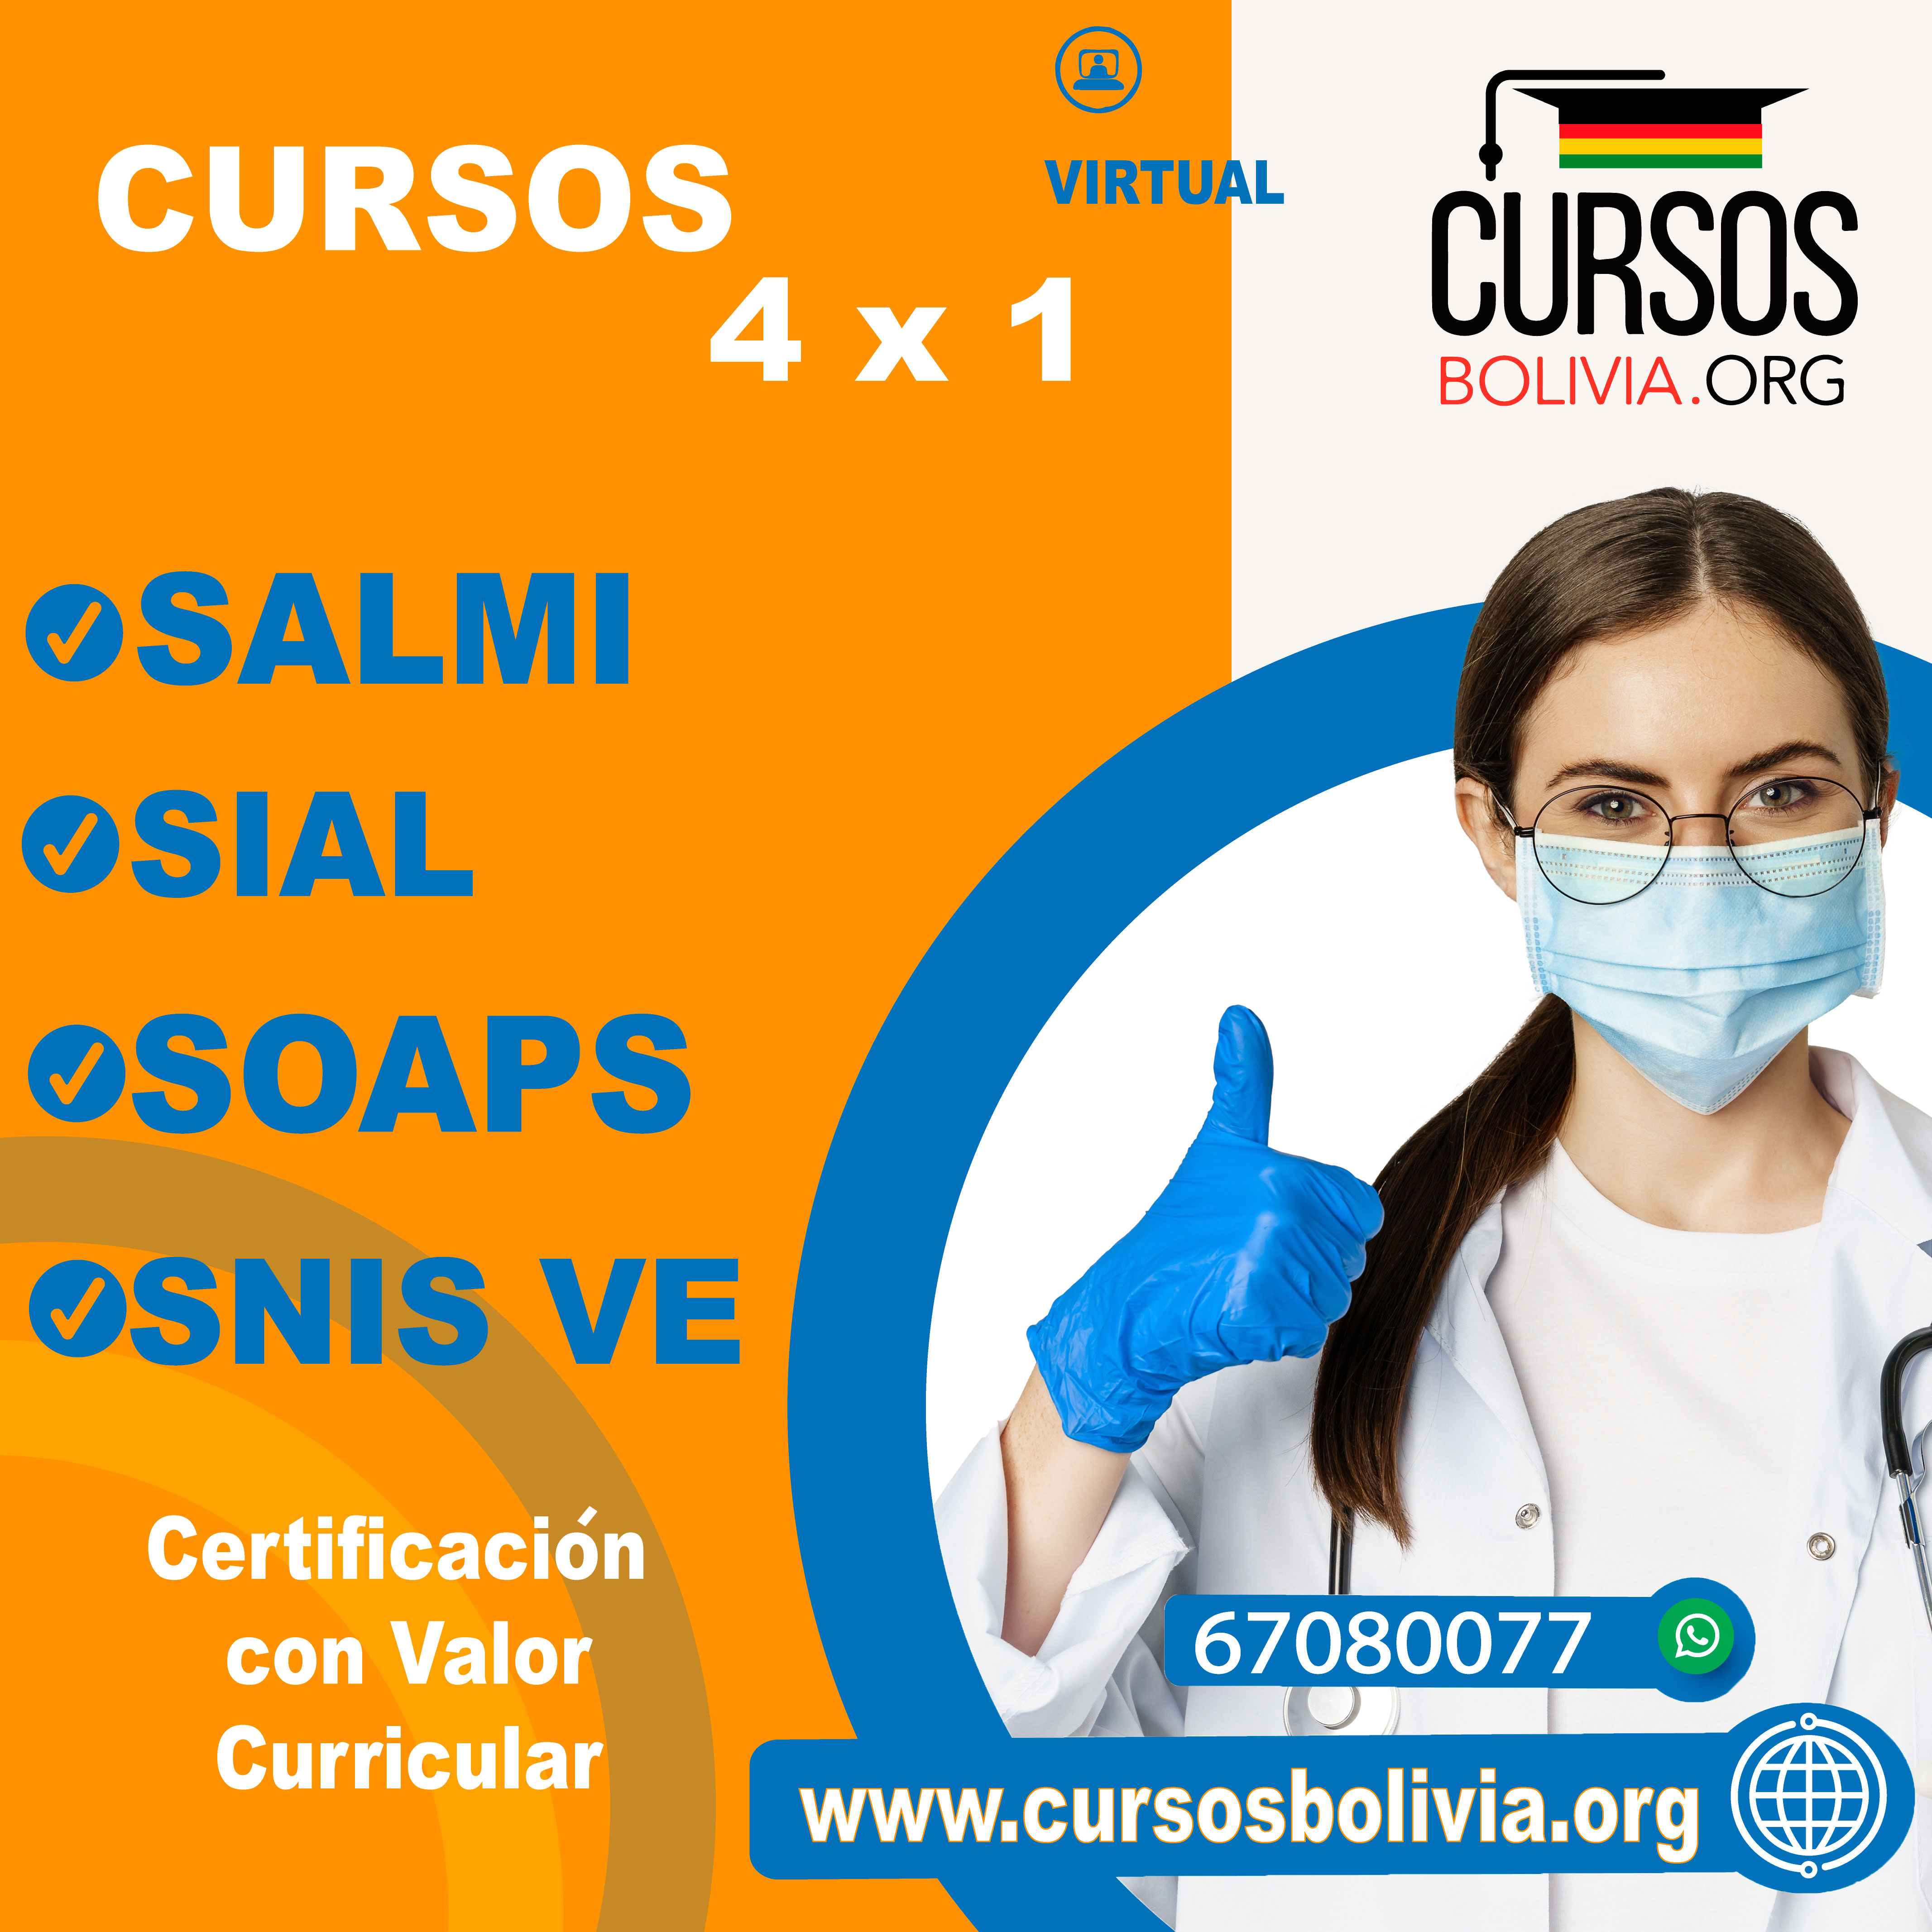 CURSOS
4 x 1
VIRTUAL
CURSOS
BOLIVIA.ORG
SALMI
SIAL
SOAPS
SNIS VE
Certificación
con Valor
Curricular
67080077
www.cursosbolivia.org